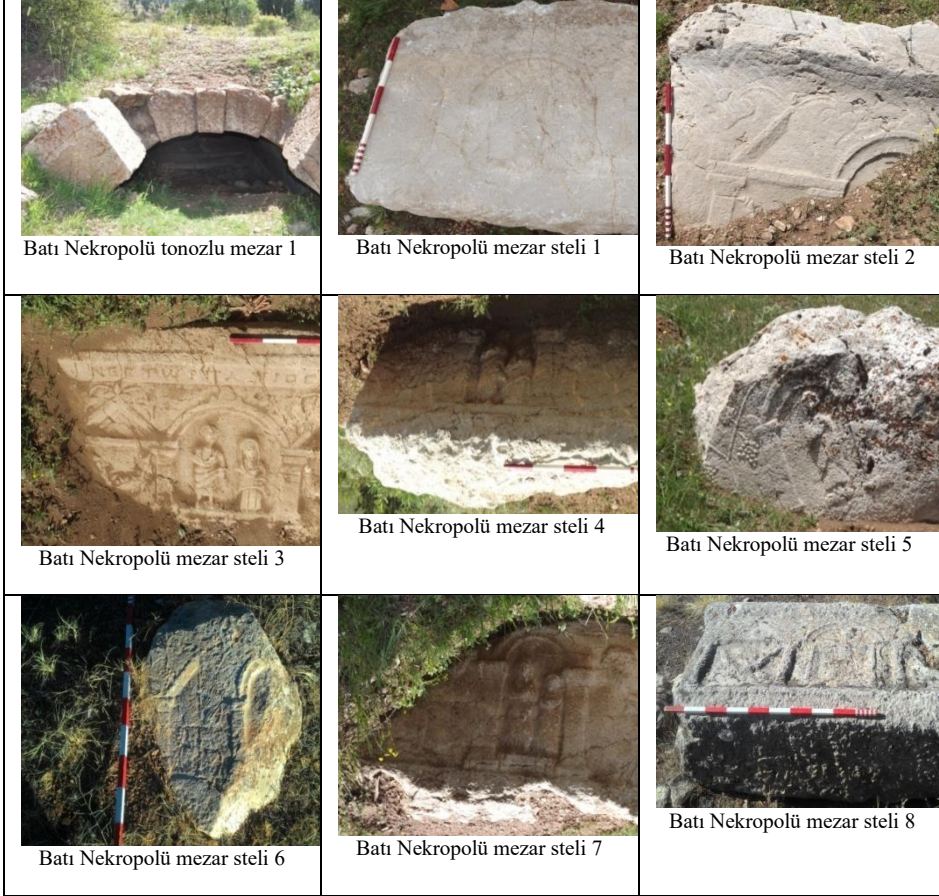 Batı Nekropolü tonozlu mezar 1
Batı Nekropolü mezar steli 1
Batı Nekropolü mezar steli 2
Batı Nekropolü mezar steli 3
Batı Nekropolü mezar steli 4
Batı Nekropolü mezar steli 5
Batı Nekropolü mezar steli 6
Batı Nekropolü mezar steli 7
Batı Nekropolü mezar steli 8